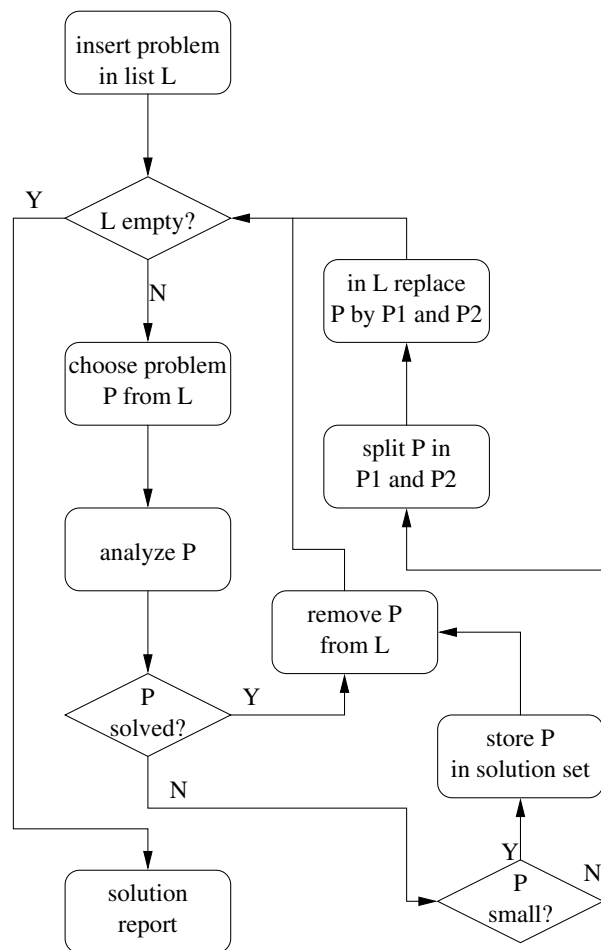 insert problem
in list L
Y
L empty?
N
in L replace
P by P1 and P2
choose problem
P from L
split P in
P1 and P2
analyze P
remove P
from L
P
solved?
Y
store P
in solution set
N
Y
N
P
small?
solution
report